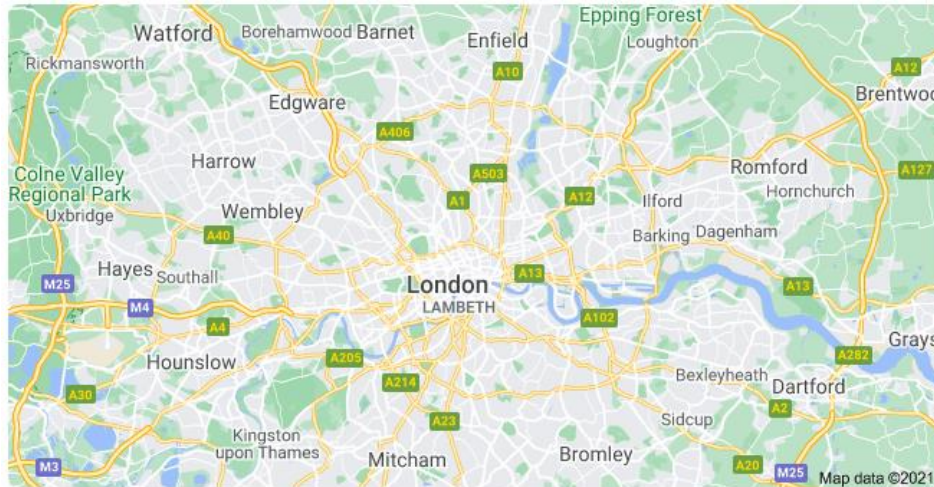 Epping Forest
Watford
Borehamwood
Barnet
Enfield
Loughton
Rickmansworth
A10
A12
Edgware
Brentwoo
A406
Harrow
A503
Romford
A127
Colne Valley
Regional Park
Hornchurch
Uxbridge
Wembley
A1
A12
Ilford
A40
Barking
Dagenham
Hayes
Southall
A13
M25
London
A13
LAMBETH
M4
A4
A102
Hounslow
A205
A282
Grays
A214
Bexleyheath
Dartford
A30
A2
A23
Sidcup
Kingston
upon Thames
Mitcham
Bromley
M3
A20
M25
Map data ©2021